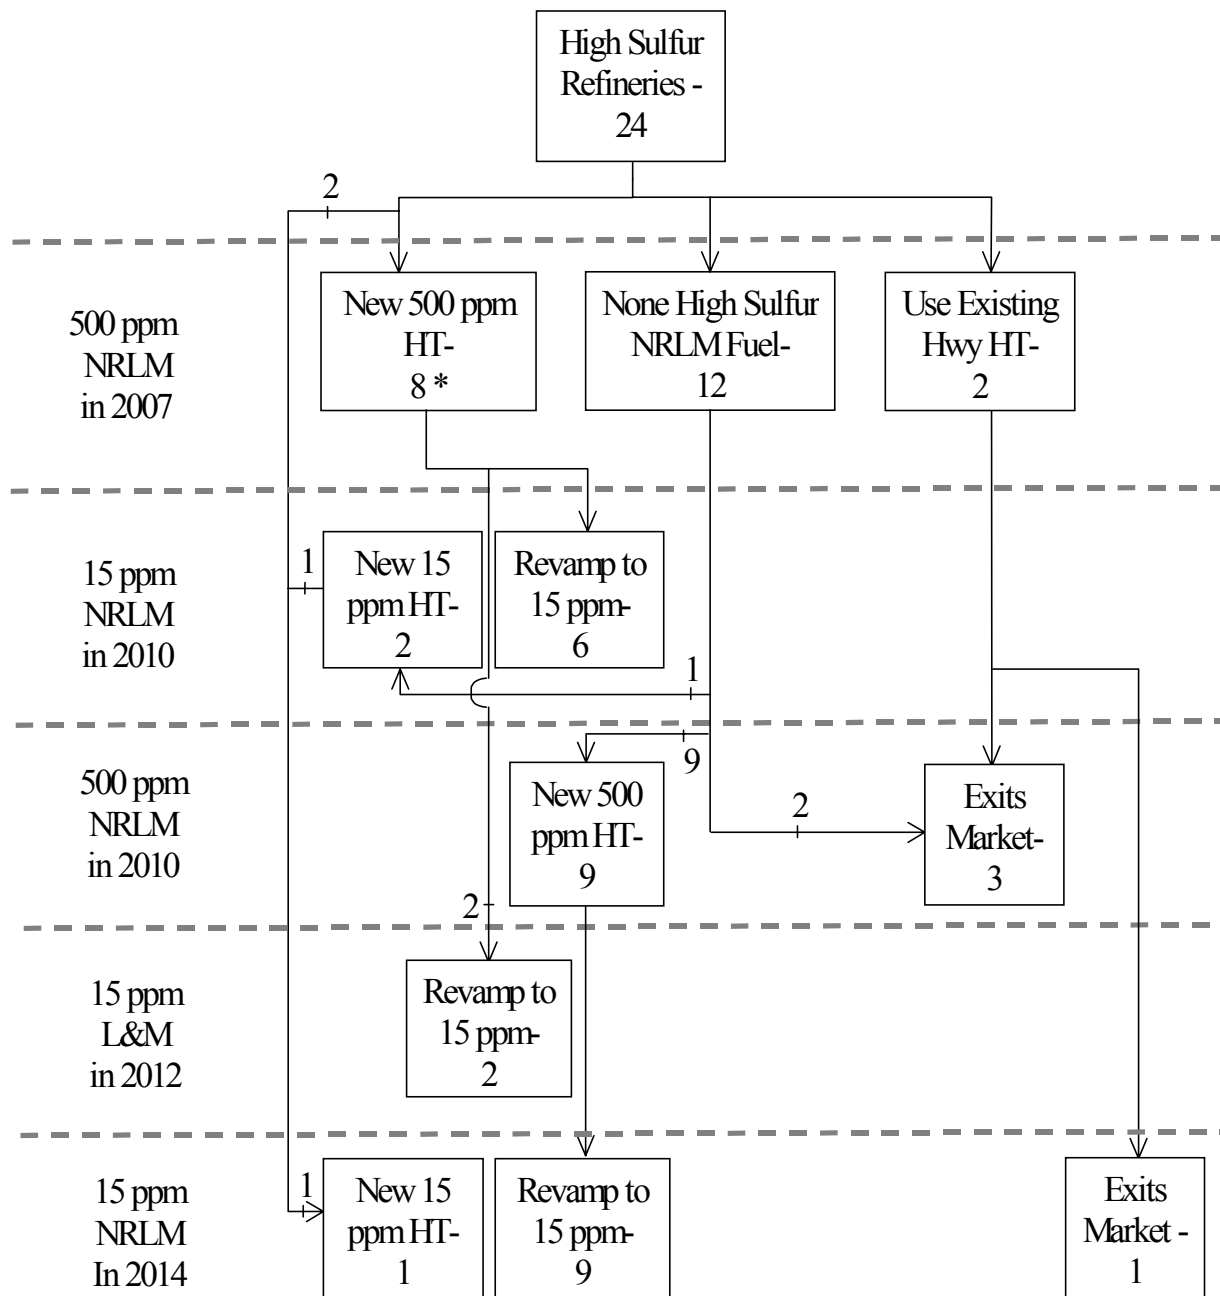 High Sulfur
Refineries -
24
2
500 ppm
NRLM
in 2007
New 500 ppm
HT-
8 *
None High Sulfur
NRLM Fuel-
12
Use Existing
Hwy HT-
2
15 ppm
NRLM
in 2010
1
New 15
ppm HT-
2
Revamp to
15 ppm-
6
1
500 ppm
NRLM
in 2010
9
New 500
ppm HT-
9
2
Exits
Market-
3
2
15 ppm
L&M
in 2012
Revamp to
15 ppm-
2
15 ppm
NRLM
In 2014
1
New 15
ppm HT-
1
Revamp to
15 ppm-
9
Exits
Market -
1